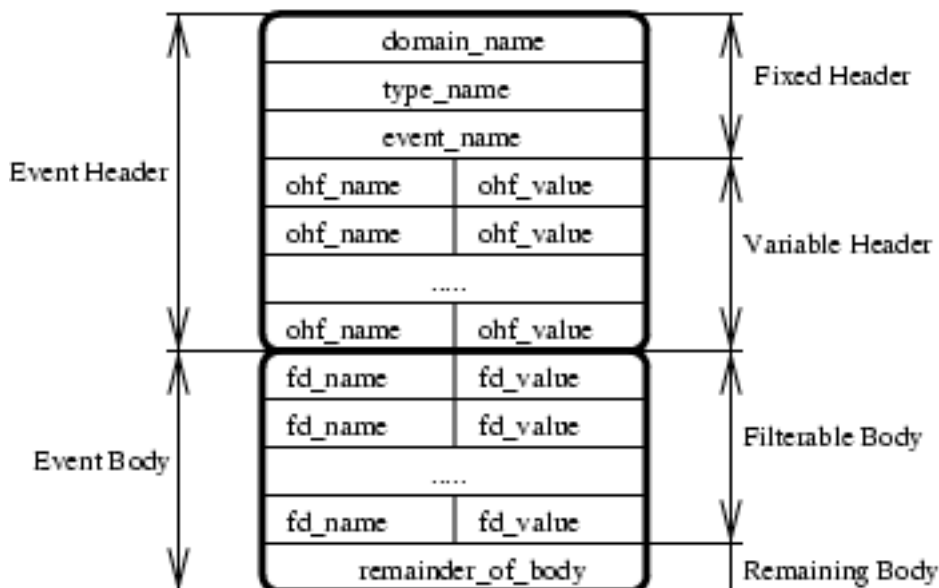 domain_name
Fixed Header
type_name
event_name
Event Header
ohf_name ohf_value
ohf_name ohf_value
Variable Header
.....
ohf_name ohf_value
fd_name fd_value
fd_name fd_value
Filterable Body
Event Body
.....
fd_name fd_value
remainder_of_body
Remaining Body